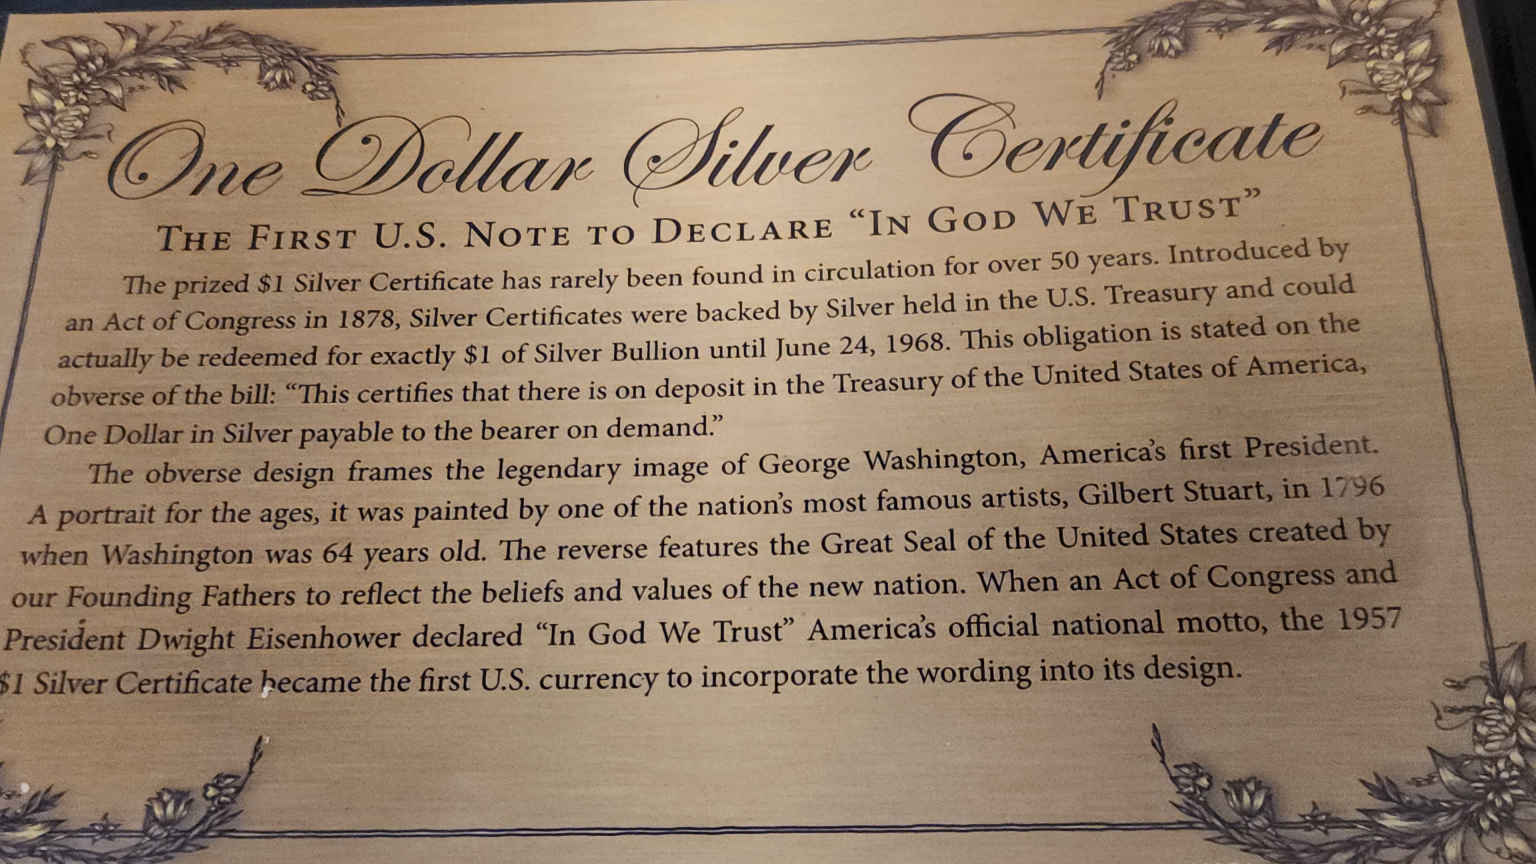 One Dollar Silver Certificate
THE FIRST U.S. NOTE TO DECLARE “IN GOD WE TRUST”
The prized $1 Silver Certificate has rarely been found in circulation for over 50 years. Introduced by
an Act of Congress in 1878, Silver Certificates were backed by Silver held in the U.S. Treasury and could
actually be redeemed for exactly $1 of Silver Bullion until June 24, 1968. This obligation is stated on the
obverse of the bill: “This certifies that there is on deposit in the Treasury of the United States of America,
One Dollar in Silver payable to the bearer on demand.”
The obverse design frames the legendary image of George Washington, America’s first President.
A portrait for the ages, it was painted by one of the nation’s most famous artists, Gilbert Stuart, in 1796
when Washington was 64 years old. The reverse features the Great Seal of the United States created by
our Founding Fathers to reflect the beliefs and values of the new nation. When an Act of Congress and
President Dwight Eisenhower declared “In God We Trust” America’s official national motto, the 1957
$1 Silver Certificate became the first U.S. currency to incorporate the wording into its design.